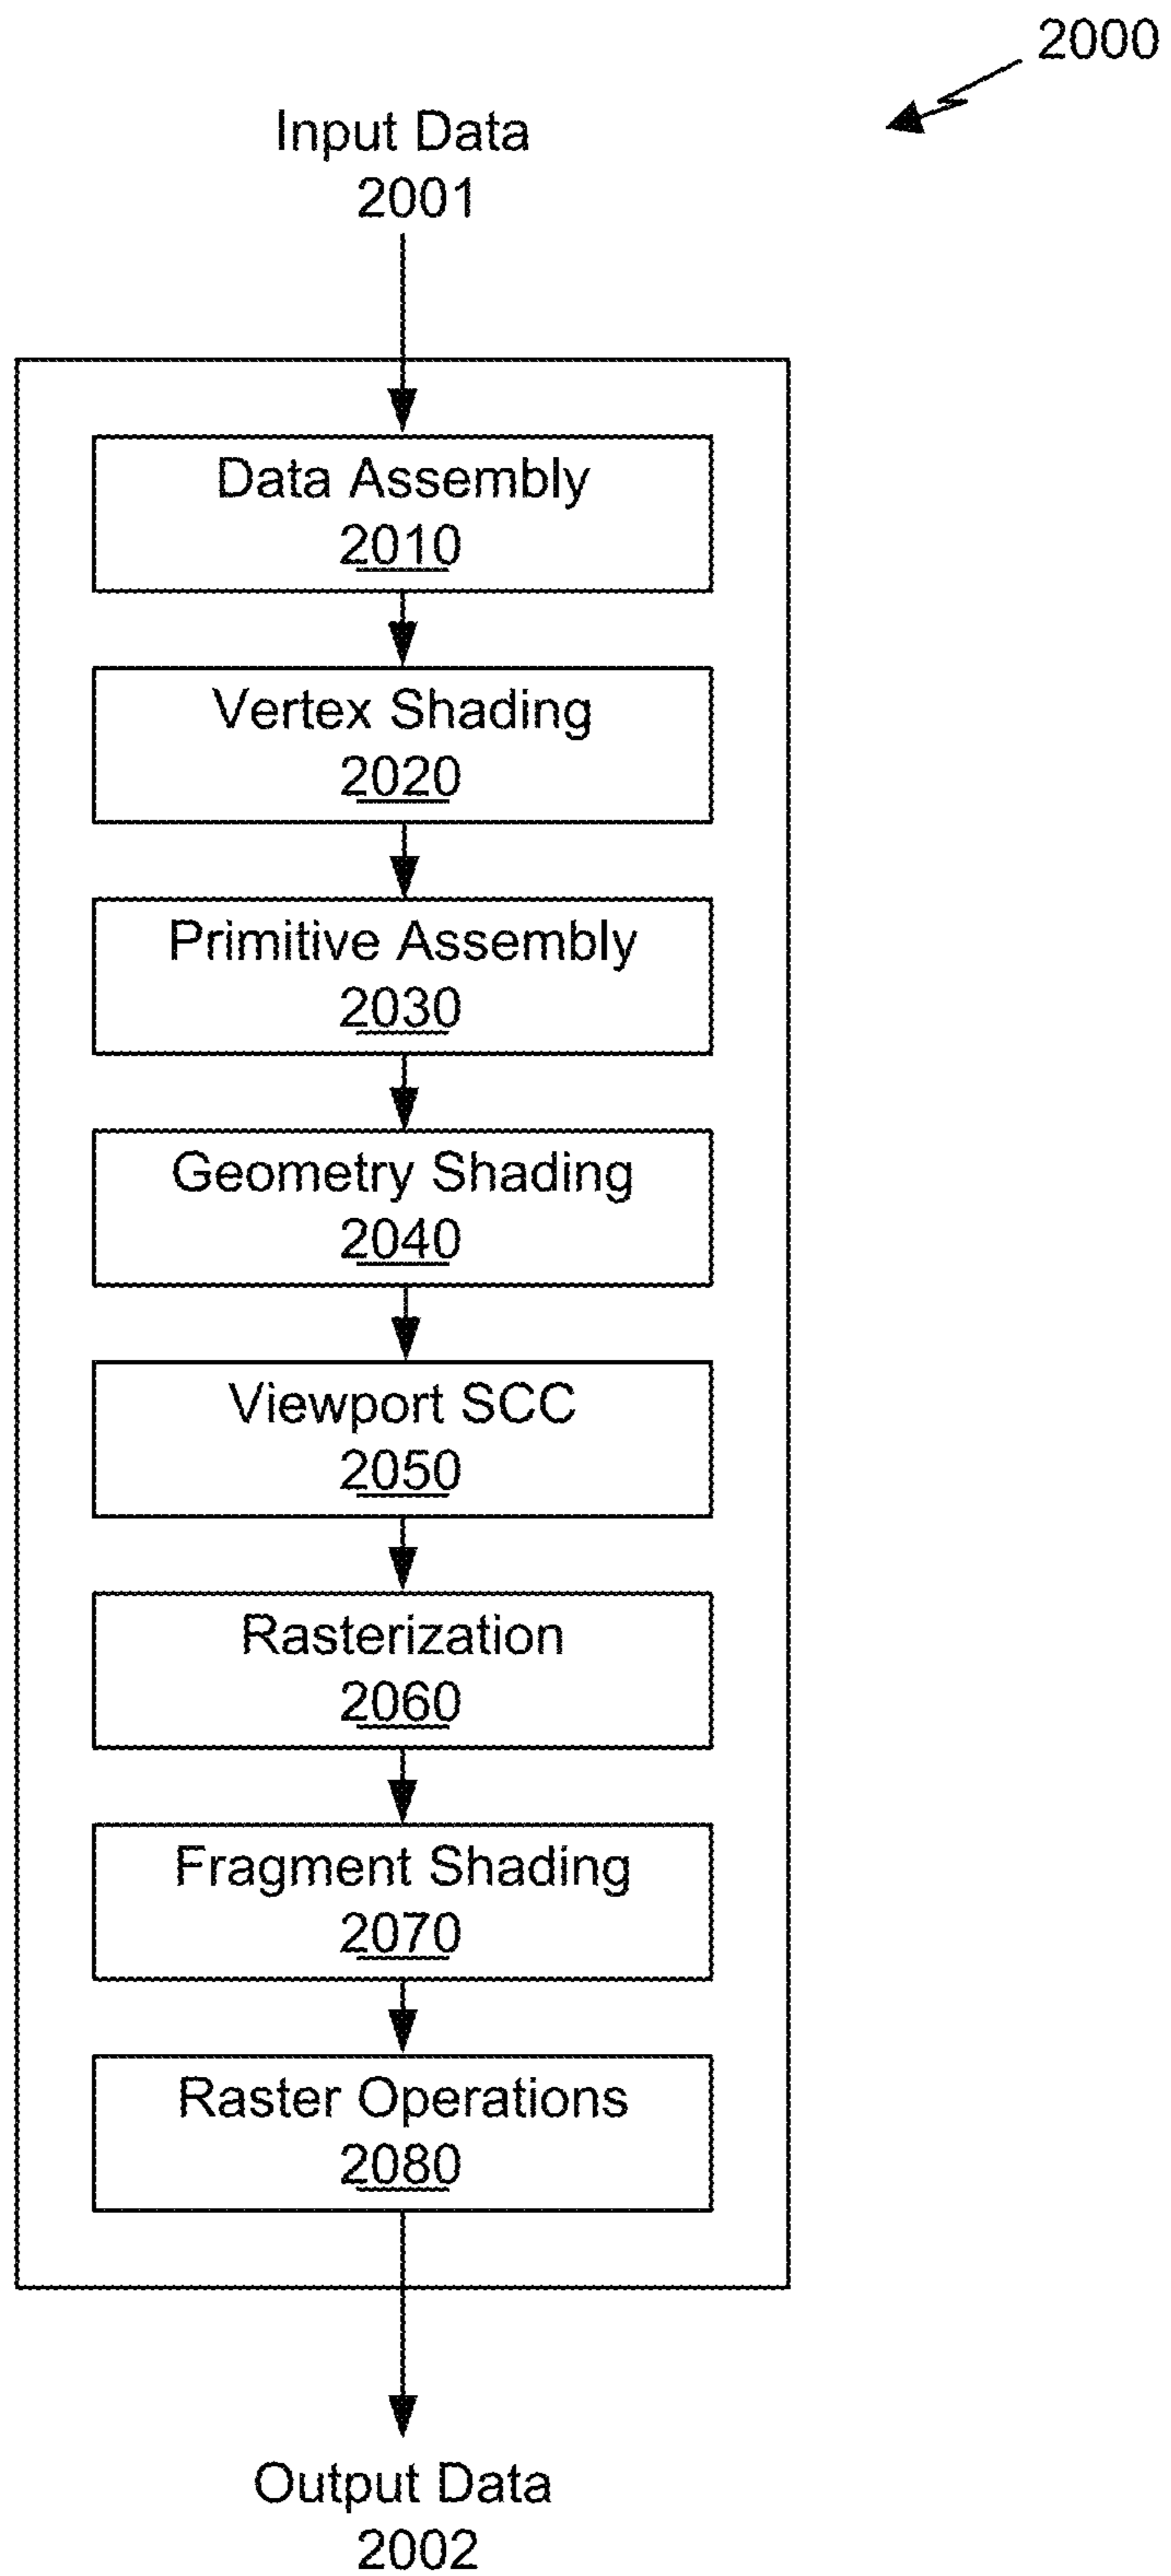 2000
Input Data
2001
Data Assembly
2010
Vertex Shading
2020
Primitive Assembly
2030
Geometry Shading
2040
Viewport SCC
2050
Rasterization
2060
Fragment Shading
2070
Raster Operations
2080
Output Data
2002